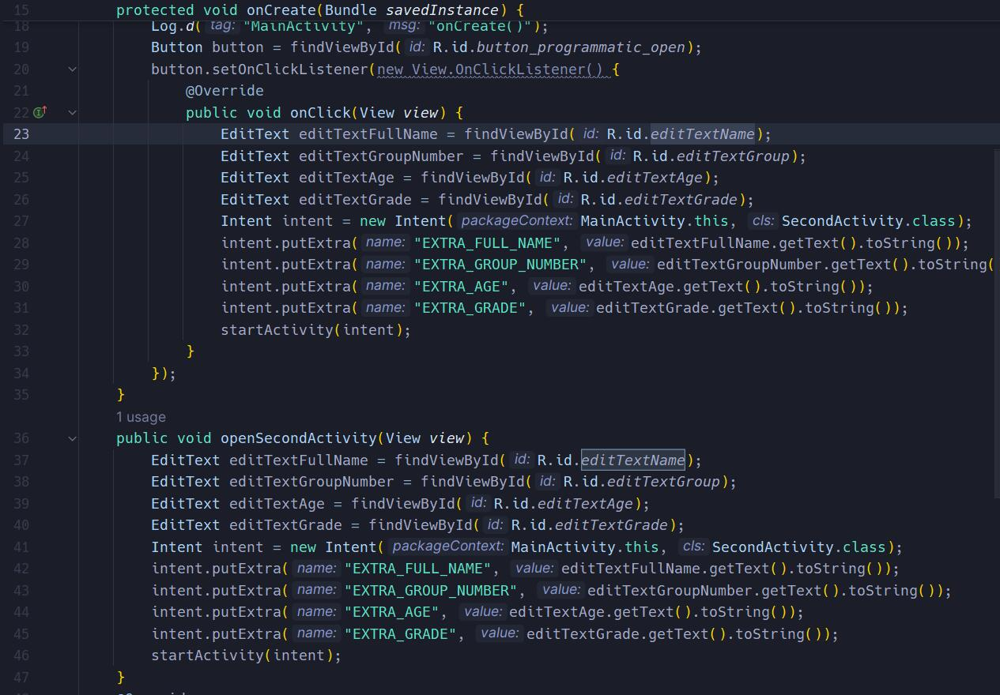 15 protected void onCreate(Bundle savedInstance) {
18 Log.d( tag: "MainActivity", msg: "onCreate()");
19 Button button = findViewById( id: R.id.button_programmatic_open);
20 button.setOnClickListener(new View.OnClickListener() {
21 @Override
22 public void onClick(View view) {
23 EditText editTextFullName = findViewById( id: R.id.editTextName);
24 EditText editTextGroupNumber = findViewById( id: R.id.editTextGroup);
25 EditText editTextAge = findViewById( id: R.id.editTextAge);
26 EditText editTextGrade = findViewById( id: R.id.editTextGrade);
27 Intent intent = new Intent( packageContext: MainActivity.this, cls: SecondActivity.class);
28 intent.putExtra( name: "EXTRA_FULL_NAME", value: editTextFullName.getText().toString());
29 intent.putExtra( name: "EXTRA_GROUP_NUMBER", value: editTextGroupNumber.getText().toString(
30 intent.putExtra( name: "EXTRA_AGE", value: editTextAge.getText().toString());
31 intent.putExtra( name: "EXTRA_GRADE", value: editTextGrade.getText().toString());
32 startActivity(intent);
33 }
34 });
35 }
1 usage
36 public void openSecondActivity(View view) {
37 EditText editTextFullName = findViewById( id: R.id.editTextName);
38 EditText editTextGroupNumber = findViewById( id: R.id.editTextGroup);
39 EditText editTextAge = findViewById( id: R.id.editTextAge);
40 EditText editTextGrade = findViewById( id: R.id.editTextGrade);
41 Intent intent = new Intent( packageContext: MainActivity.this, cls: SecondActivity.class);
42 intent.putExtra( name: "EXTRA_FULL_NAME", value: editTextFullName.getText().toString());
43 intent.putExtra( name: "EXTRA_GROUP_NUMBER", value: editTextGroupNumber.getText().toString());
44 intent.putExtra( name: "EXTRA_AGE", value: editTextAge.getText().toString());
45 intent.putExtra( name: "EXTRA_GRADE", value: editTextGrade.getText().toString());
46 startActivity(intent);
47 }